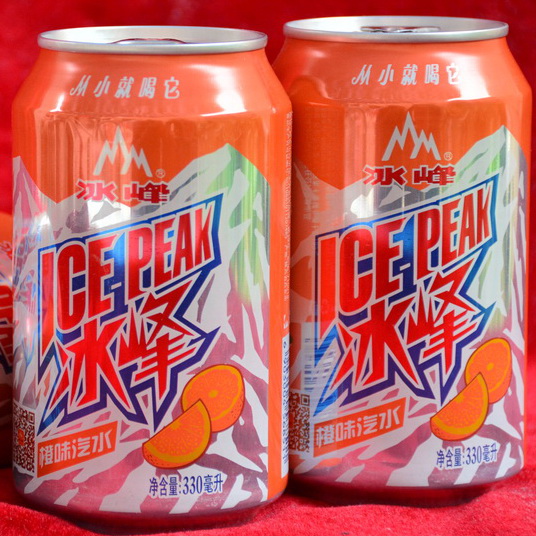 从小就喝它
冰峰®
ICE-PEAK
冰峰
橙味汽水
净含量:330毫升
从小就喝它
冰峰®
ICE-PEAK
冰峰
橙味汽水
净含量:330毫升